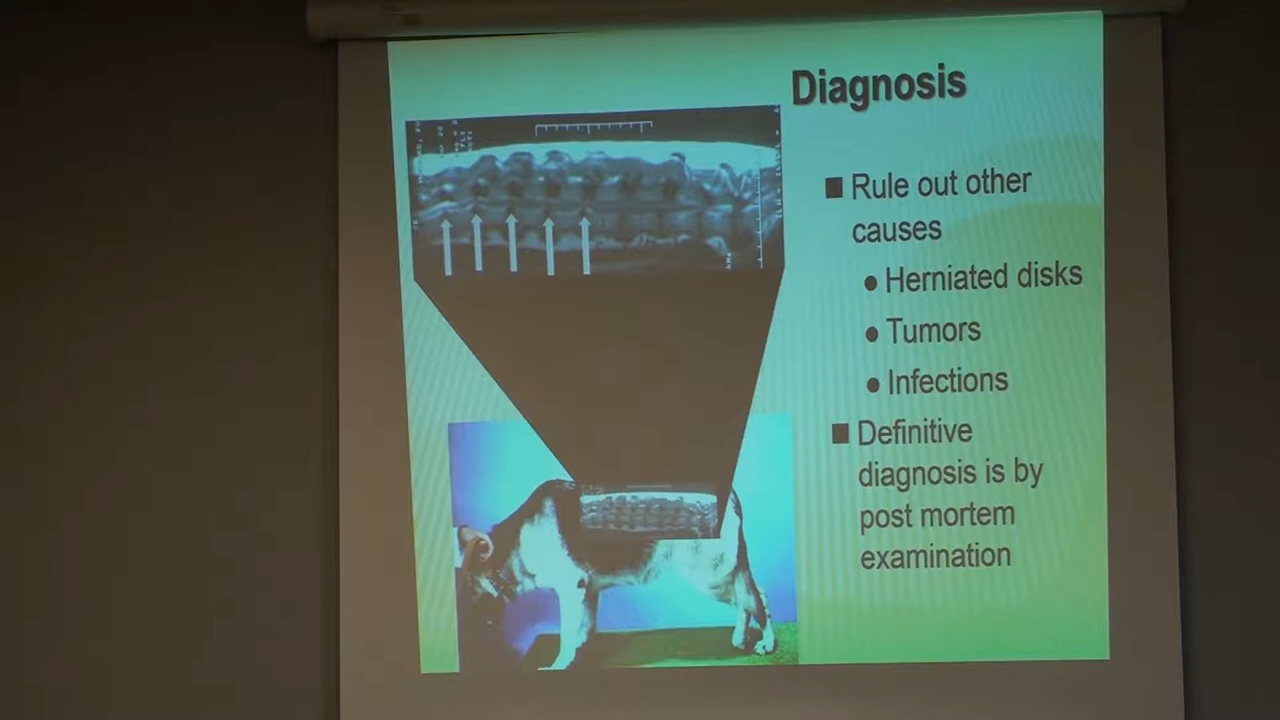 Diagnosis
■ Rule out other
causes
● Herniated disks
● Tumors
● Infections
■ Definitive
diagnosis is by
post mortem
examination